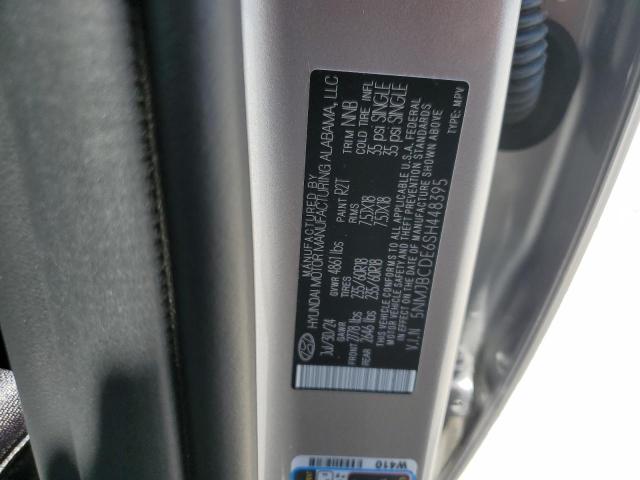 MANUFACTURED BY
HYUNDAI MOTOR MANUFACTURING ALABAMA, LLC
Jul/30/24 GVWR 4861 lbs PAINT R2T TRIM NNB
GAWR TIRES RIMS COLD TIRE INFL
FRONT 2778 lbs 235/60R18 7.5JX18 35 psi SINGLE
REAR 2646 lbs 235/60R18 7.5JX18 35 psi SINGLE
THIS VEHICLE CONFORMS TO ALL APPLICABLE U.S.A. FEDERAL
MOTOR VEHICLE SAFETY AND THEFT PREVENTION STANDARDS
IN EFFECT ON THE DATE OF MANUFACTURE SHOWN ABOVE
V.I.N 5NMJBCDE6SH448395 TYPE: MPV
W410